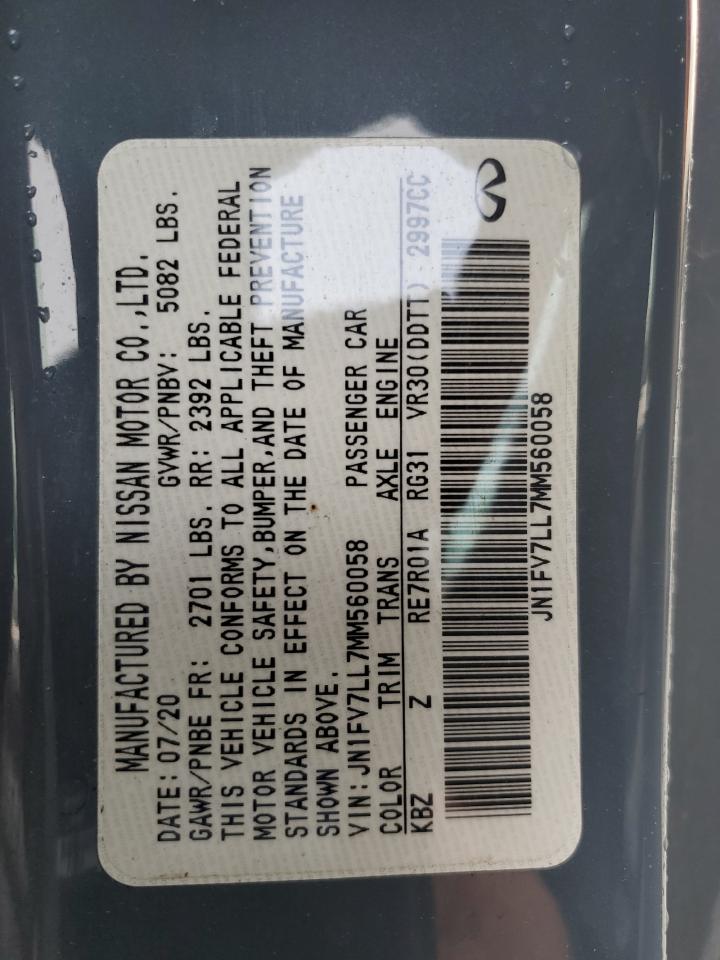 MANUFACTURED BY NISSAN MOTOR CO.,LTD.
DATE: 07/20 GVWR/PNBV: 5082 LBS.
GAWR/PNBE FR: 2701 LBS. RR: 2392 LBS.
THIS VEHICLE CONFORMS TO ALL APPLICABLE FEDERAL
MOTOR VEHICLE SAFETY,BUMPER,AND THEFT PREVENTION
STANDARDS IN EFFECT ON THE DATE OF MANUFACTURE
SHOWN ABOVE.
VIN: JN1FV7LL7MM560058 PASSENGER CAR
COLOR TRIM TRANS AXLE ENGINE
KBZ Z RE7R01A RG31 VR30(DDTT) 2997CC
JN1FV7LL7MM560058